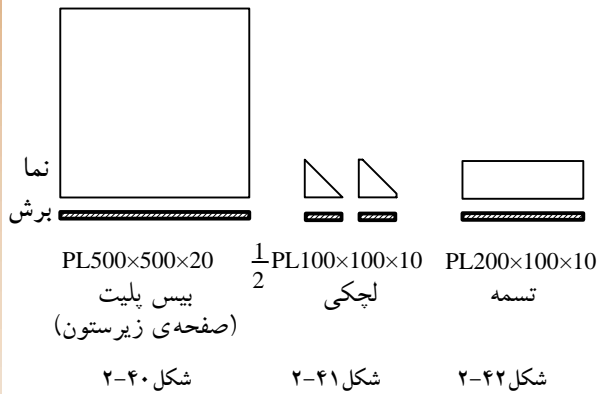 نما
برش
PL500×500×20
بیس پلیت
(صفحه‌ی زیرستون)
شکل ۴۰-۲
1/2 PL100×100×10
لچکی
شکل ۴۱-۲
PL200×100×10
تسمه
شکل ۴۲-۲